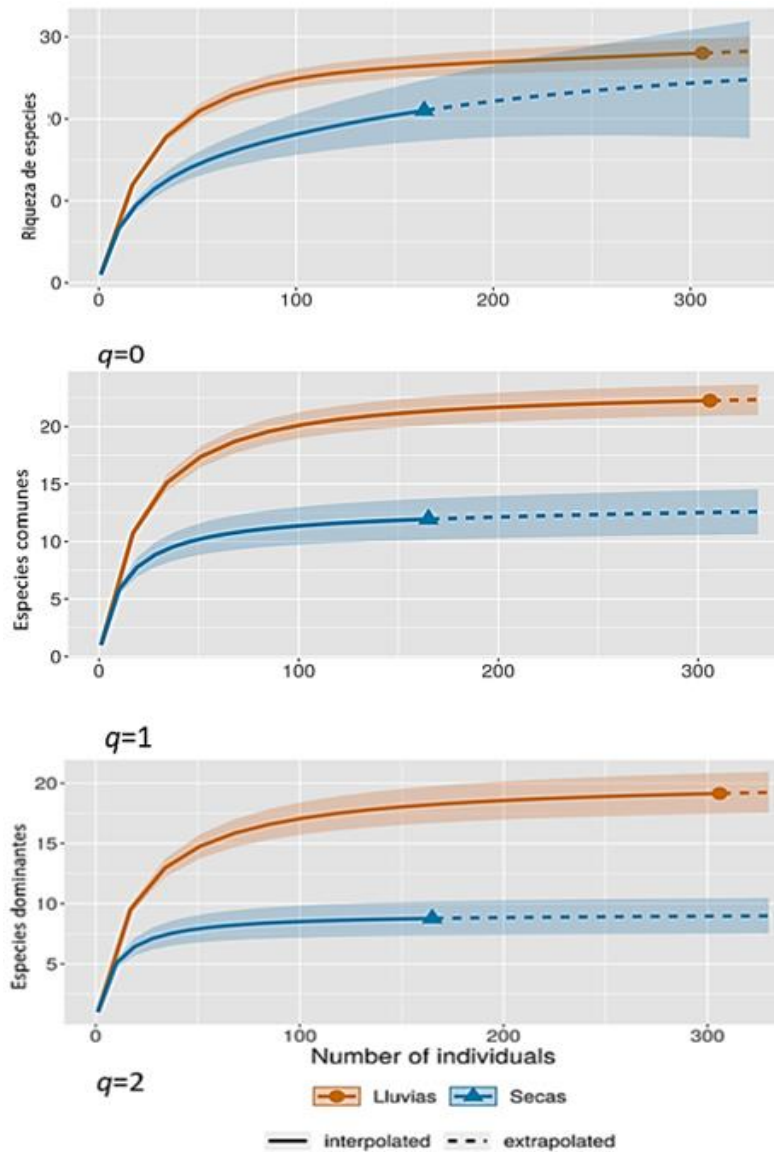 30
20
0
0
Riqueza de especies
0 100 200 300
q=0
20
15
10
5
0
Especies comunes
0 100 200 300
q=1
20
15
10
5
Especies dominantes
0 100 200 300
Number of individuals
q=2
Lluvias Secas
interpolated extrapolated